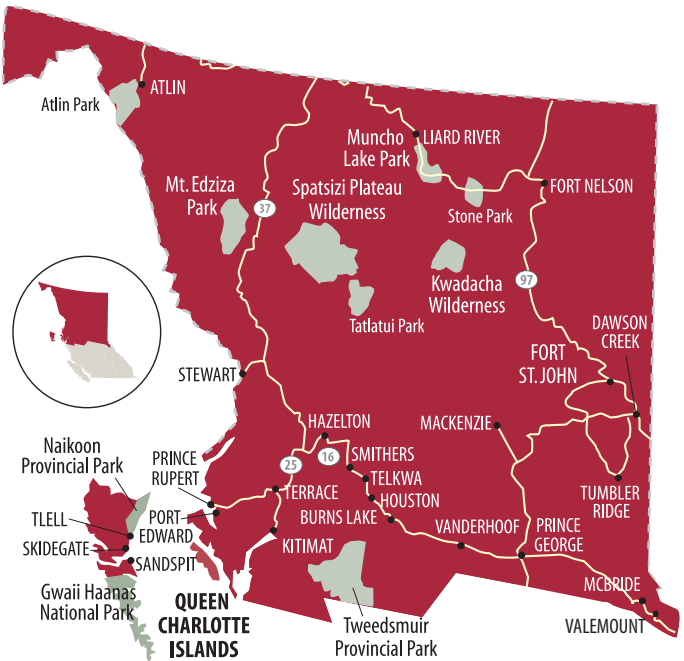 ATLIN
Atlin Park
Muncho
Lake Park
LIARD RIVER
Mt. Edziza
Park
Spatsizi Plateau
Wilderness
FORT NELSON
37
Stone Park
Kwadacha
Wilderness
97
Tatlatui Park
DAWSON
CREEK
FORT
ST. JOHN
STEWART
HAZELTON
MACKENZIE
Naikoon
Provincial Park
PRINCE
RUPERT
25
16
SMITHERS
TELKWA
TERRACE
HOUSTON
TUMBLER
RIDGE
TLELL
PORT
EDWARD
BURNS LAKE
VANDERHOOF
PRINCE
GEORGE
SKIDEGATE
SANDSPIT
KITIMAT
Gwaii Haanas
National Park
QUEEN
CHARLOTTE
ISLANDS
Tweedsmuir
Provincial Park
MCBRIDE
VALEMOUNT